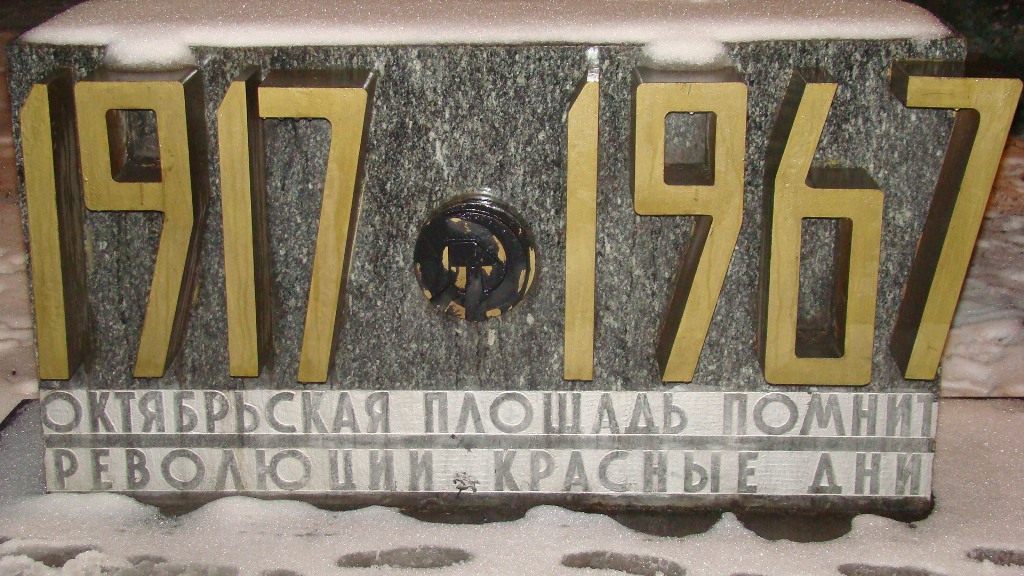 1917 1967
ОКТЯБРЬСКАЯ ПЛОЩАДЬ ПОМНИТ
РЕВОЛЮЦИИ КРАСНЫЕ ДНИ